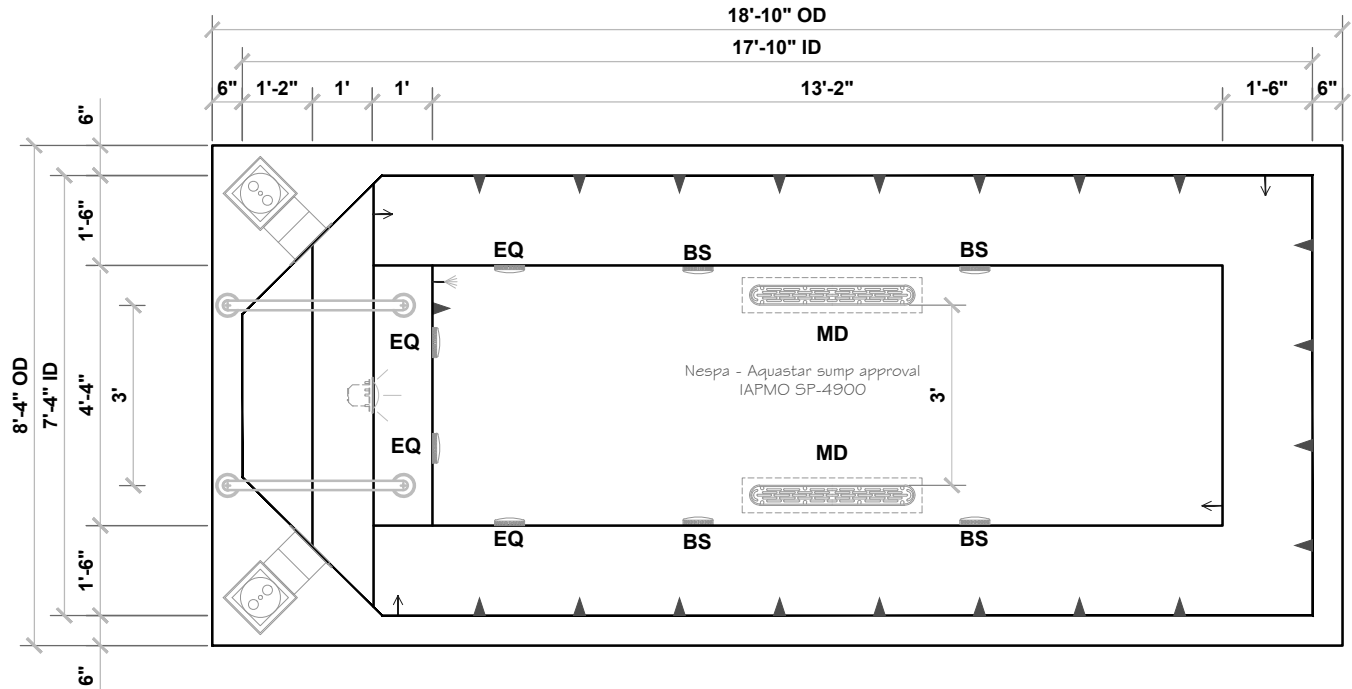 18'-10" OD
17'-10" ID
6" 1'-2" 1' 1' 13'-2" 1'-6" 6"
6"
1'-6"
EQ BS BS
MD
EQ
Nespa - Aquastar sump approval
IAPMO SP-4900
8'-4" OD
7'-4" ID
4'-4"
3'
3'
EQ
MD
EQ BS BS
1'-6"
6"